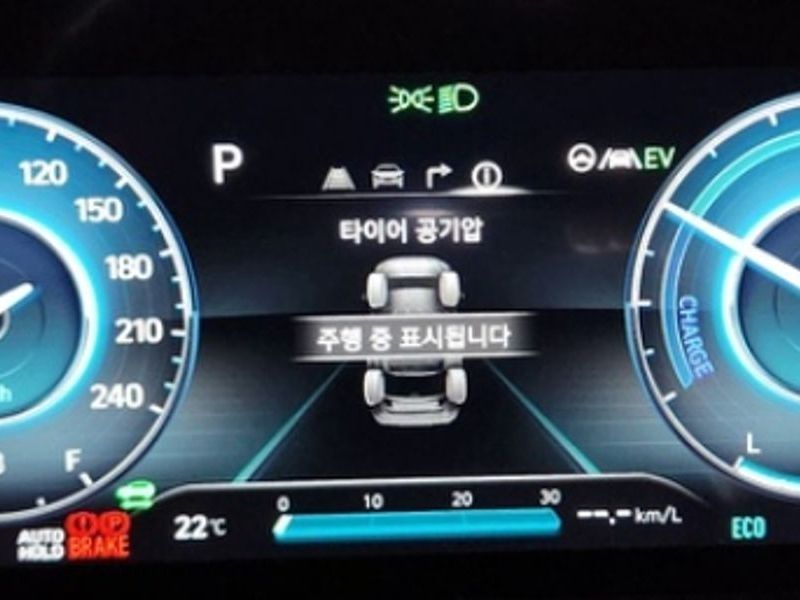 P
EV
120
150
180
210
240
타이어 공기압
주행 중 표시됩니다
CHARGE
F
L
AUTO HOLD
P
BRAKE
22℃
0 10 20 30
--.- km/L
ECO